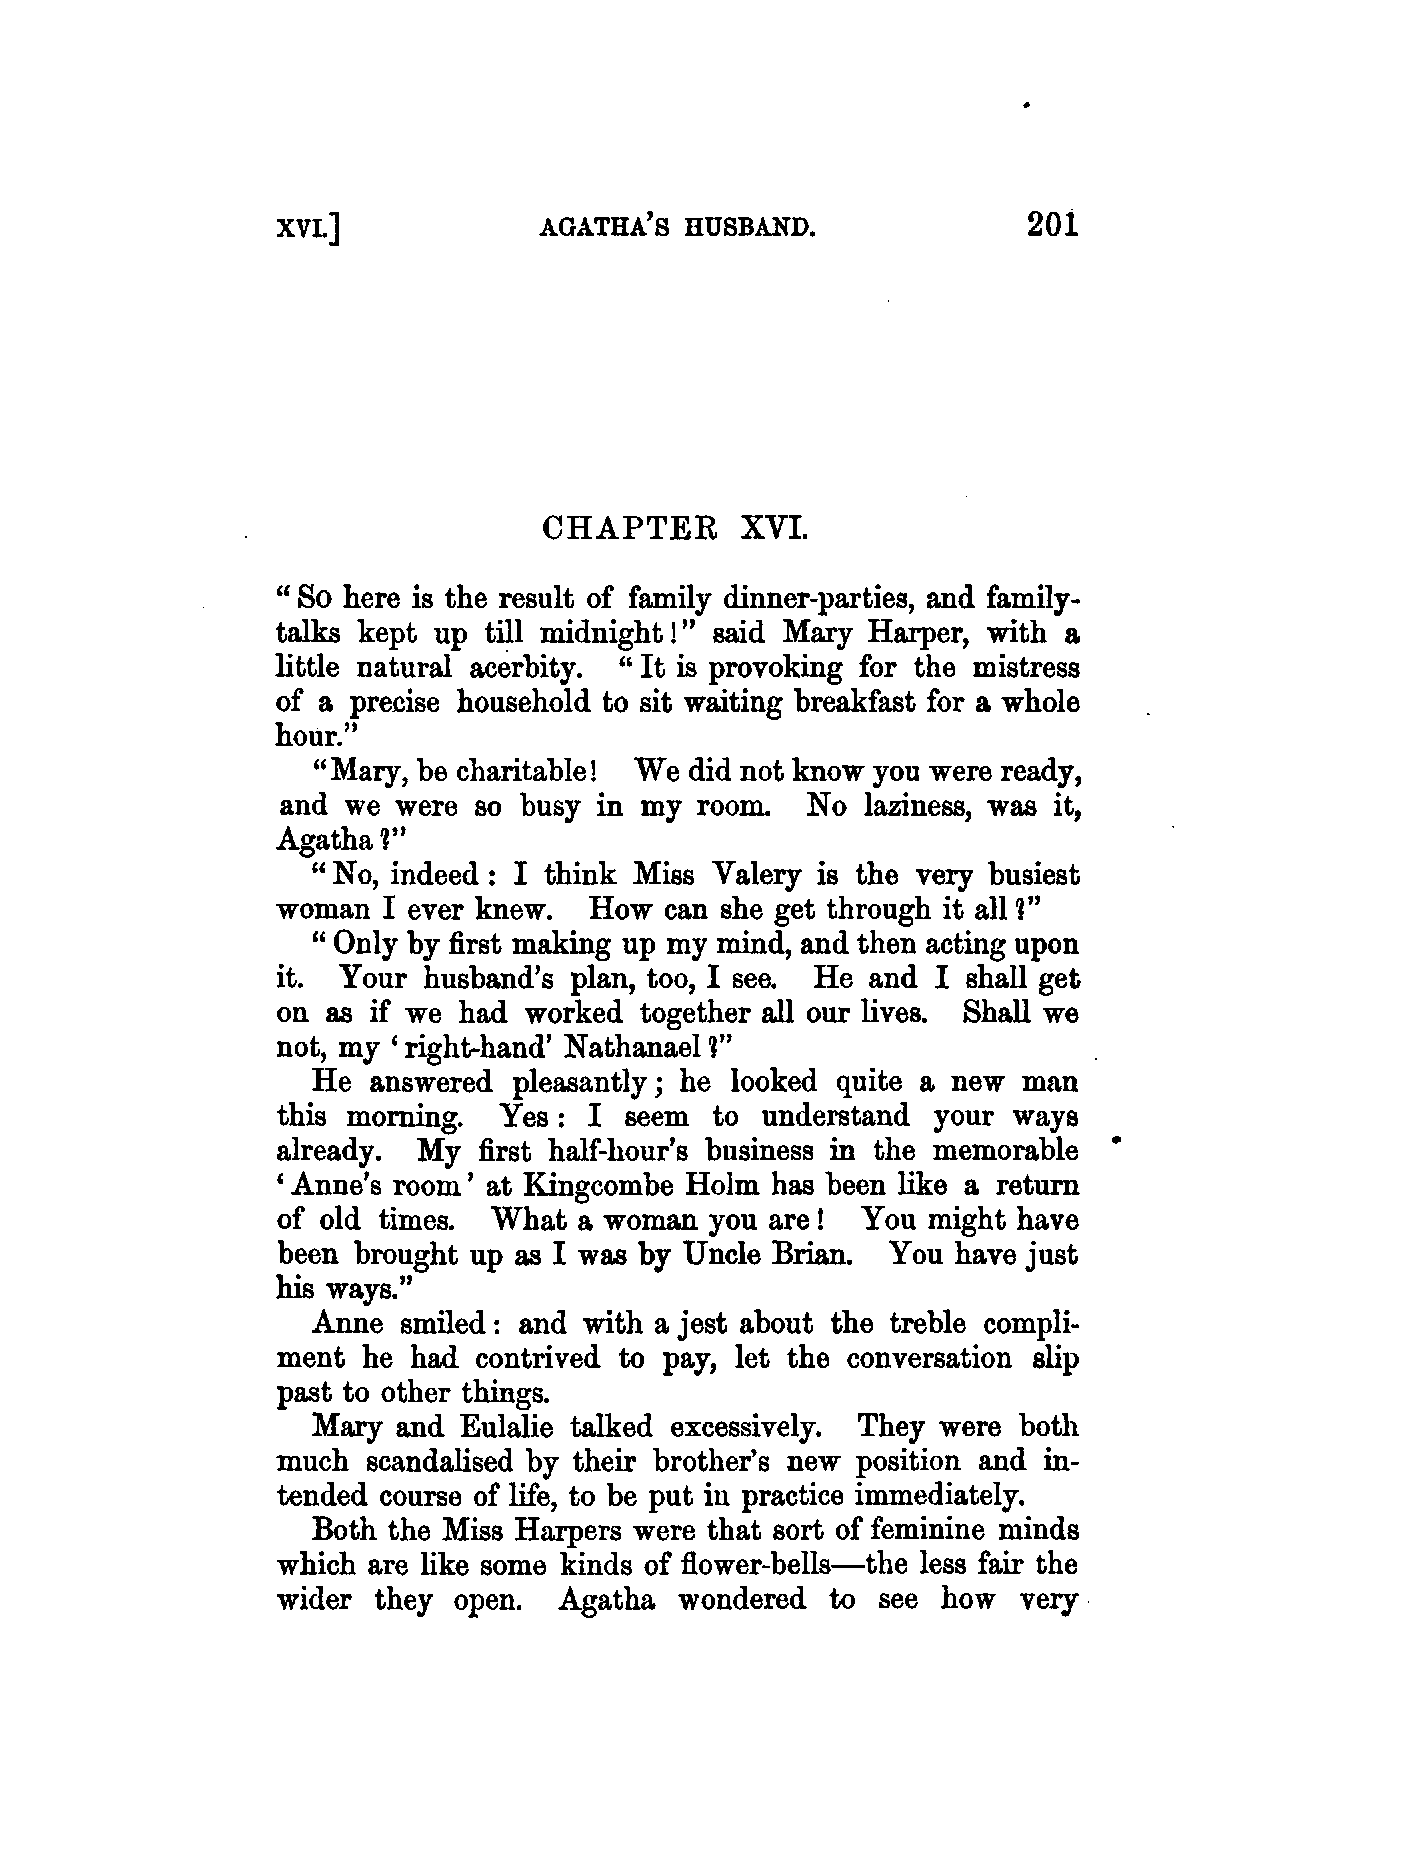 XVI.] AGATHA'S HUSBAND. 201
CHAPTER XVI.
"So here is the result of family dinner-parties, and family-
talks kept up till midnight!" said Mary Harper, with a
little natural acerbity. "It is provoking for the mistress
of a precise household to sit waiting breakfast for a whole
hour."
"Mary, be charitable! We did not know you were ready,
and we were so busy in my room. No laziness, was it,
Agatha?"
"No, indeed: I think Miss Valery is the very busiest
woman I ever knew. How can she get through it all?"
"Only by first making up my mind, and then acting upon
it. Your husband's plan, too, I see. He and I shall get
on as if we had worked together all our lives. Shall we
not, my 'right-hand' Nathanael?"
He answered pleasantly; he looked quite a new man
this morning. Yes: I seem to understand your ways
already. My first half-hour's business in the memorable
'Anne's room' at Kingcombe Holm has been like a return
of old times. What a woman you are! You might have
been brought up as I was by Uncle Brian. You have just
his ways."
Anne smiled: and with a jest about the treble compli-
ment he had contrived to pay, let the conversation slip
past to other things.
Mary and Eulalie talked excessively. They were both
much scandalised by their brother's new position and in-
tended course of life, to be put in practice immediately.
Both the Miss Harpers were that sort of feminine minds
which are like some kinds of flower-bells—the less fair the
wider they open. Agatha wondered to see how very